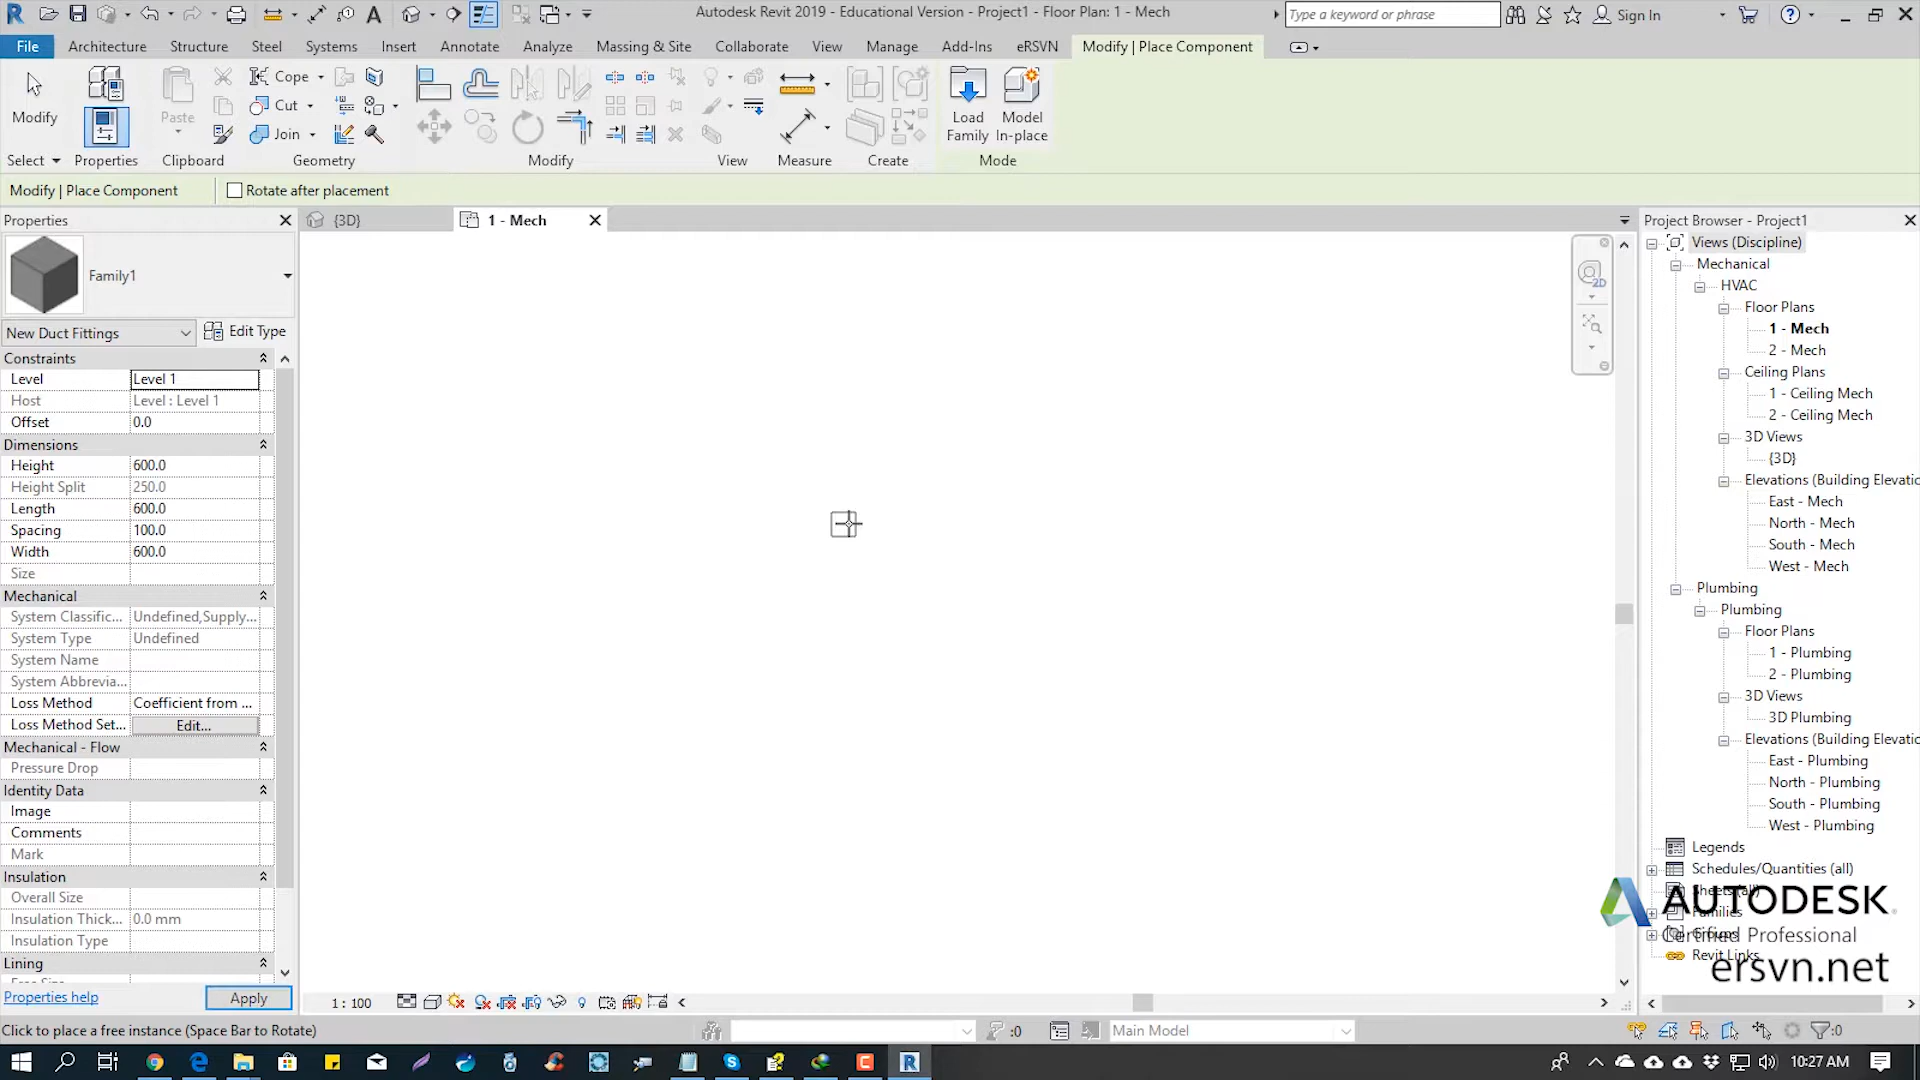 Autodesk Revit 2019 - Educational Version - Project1 - Floor Plan: 1 - Mech
Type a keyword or phrase
Sign In
File
Architecture
Structure
Steel
Systems
Insert
Annotate
Analyze
Massing & Site
Collaborate
View
Manage
Add-Ins
eRSVN
Modify | Place Component
Modify
Paste
Cope
Cut
Join
Load
Family
Model
In-place
Select
Properties
Clipboard
Geometry
Modify
View
Measure
Create
Mode
Modify | Place Component
Rotate after placement
Properties
{3D}
1 - Mech
Family1
New Duct Fittings
Edit Type
Constraints
Level Level 1
Host Level : Level 1
Offset 0.0
Dimensions
Height 600.0
Height Split 250.0
Length 600.0
Spacing 100.0
Width 600.0
Size
Mechanical
System Classific... Undefined,Supply...
System Type Undefined
System Name
System Abbrevia...
Loss Method Coefficient from ...
Loss Method Set... Edit...
Mechanical - Flow
Pressure Drop
Identity Data
Image
Comments
Mark
Insulation
Overall Size
Insulation Thick... 0.0 mm
Insulation Type
Lining
Properties help
Apply
2D
Project Browser - Project1
Views (Discipline)
Mechanical
HVAC
Floor Plans
1 - Mech
2 - Mech
Ceiling Plans
1 - Ceiling Mech
2 - Ceiling Mech
3D Views
{3D}
Elevations (Building Elevatio
East - Mech
North - Mech
South - Mech
West - Mech
Plumbing
Plumbing
Floor Plans
1 - Plumbing
2 - Plumbing
3D Views
3D Plumbing
Elevations (Building Elevatio
East - Plumbing
North - Plumbing
South - Plumbing
West - Plumbing
Legends
Schedules/Quantities (all)
Sheets (all)
Families
Groups
Revit Links
AUTODESK.
Certified Professional
ersvn.net
1 : 100
Click to place a free instance (Space Bar to Rotate)
:0
Main Model
:0
10:27 AM